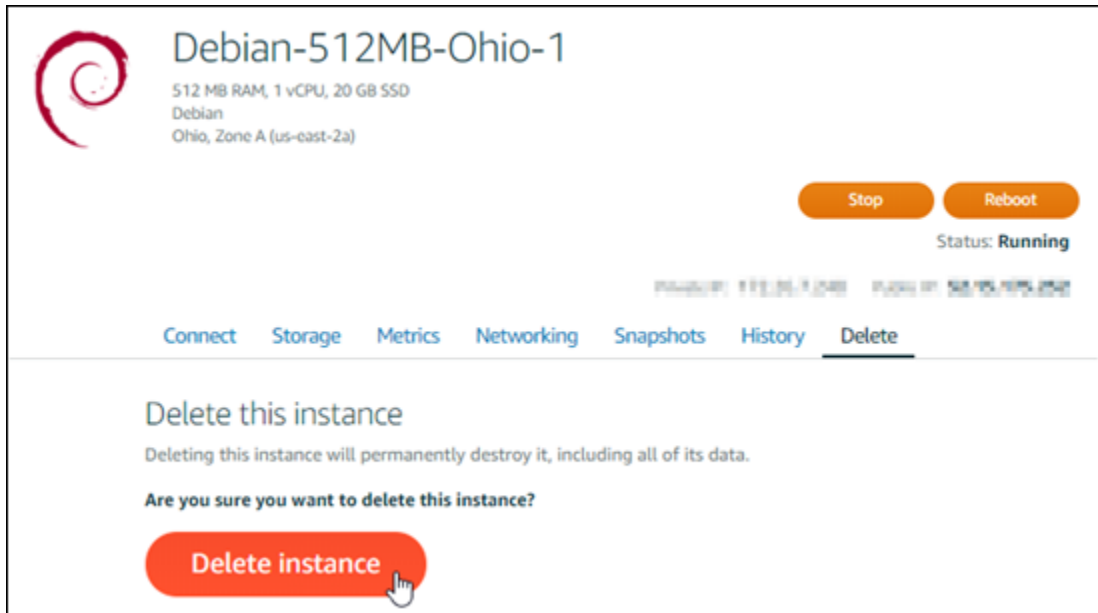 Debian-512MB-Ohio-1
512 MB RAM, 1 vCPU, 20 GB SSD
Debian
Ohio, Zone A (us-east-2a)
Stop Reboot
Status: Running
Connect Storage Metrics Networking Snapshots History Delete
Delete this instance
Deleting this instance will permanently destroy it, including all of its data.
Are you sure you want to delete this instance?
Delete instance